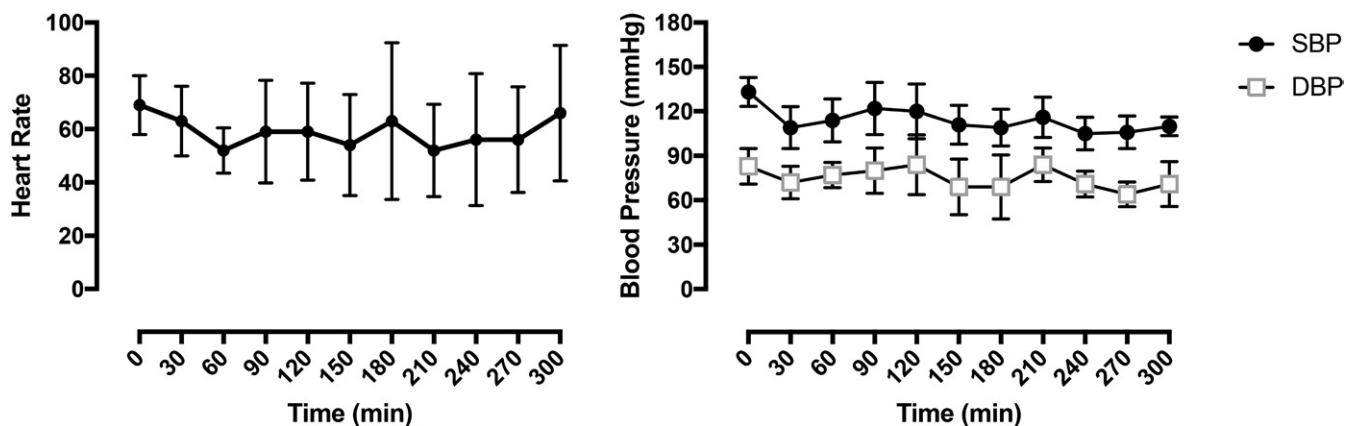 Heart Rate
100
80
60
40
20
0
0 30 60 90 120 150 180 210 240 270 300
Time (min)
Blood Pressure (mmHg)
180
150
120
90
60
30
0
0 30 60 90 120 150 180 210 240 270 300
Time (min)
SBP
DBP